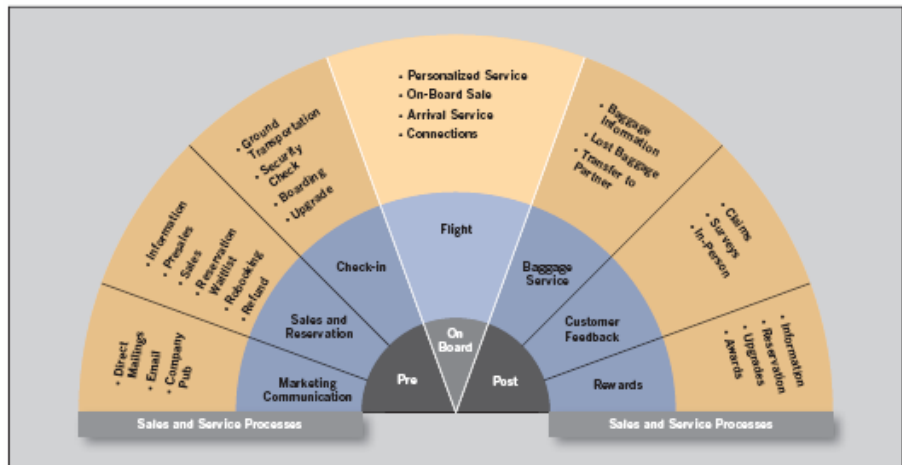 • Personalized Service
• On-Board Sale
• Arrival Service
• Connections
• Ground
Transportation
• Security
Check
• Boarding
• Upgrade
• Baggage
Information
• Lost Baggage
• Transfer to
Partner
• Information
• Presales
• Sales
• Reservation
Waitlist
• Robooking
• Refund
• Claims
• Surveys
• In-Person
• Direct
Mailings
• Email
• Company
Pub
• Information
• Reservation
• Upgrades
• Awards
Flight
Check-in
Baggage
Service
Sales and
Reservation
Customer
Feedback
Marketing
Communication
Rewards
On
Board
Pre
Post
Sales and Service Processes
Sales and Service Processes